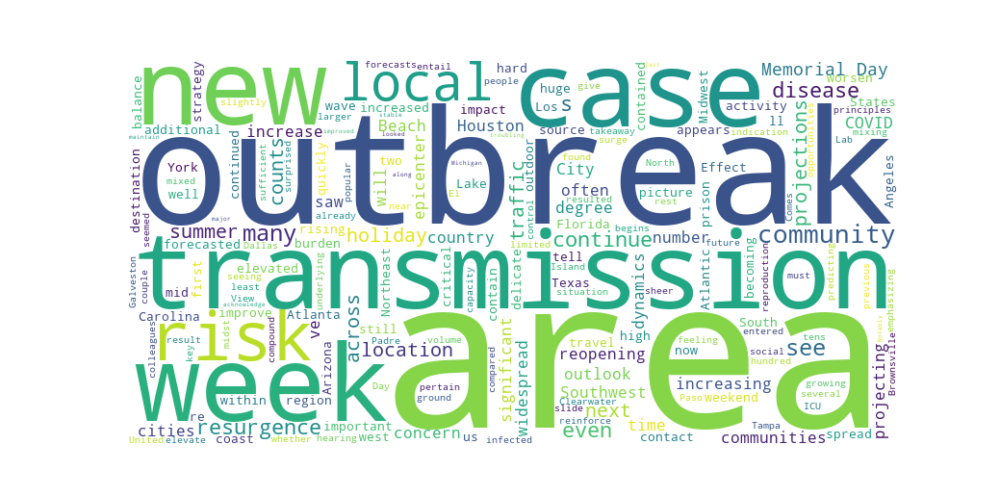 new
local
case
outbreak
transmission
area
risk
week
Memorial Day
disease
COVID
worsen
States
principles
Lab
mixing
balance
strategy
slightly
forecasts
entail
people
hard
huge
give
Los
s
contained
Midwest
activity
ll
projections
opportunities
indication
additional
wave
larger
increased
impact
Beach
Houston
source
takeaway
appears
surge
increase
counts
continued
sufficient
surprised
quickly
popular
stable
improved
looked
troubling
maintain
York
mixed
well
saw
two
will
epicenter
Lake
Michigan
along
El
often
found
City
outdoor
control
North
picture
rest
Effect
prison
Comes
Angeles
destination
seemed
major
already
near
degree
Florida
resulted
begins
number
future
community
summer
many
rising
holiday
country
traffic
limited
continue
forecasted
Dallas
burden
tell
Island
Texas
situation
dynamics
sheer
Atlantic
becoming
reproduction
must
predicting
previous
emphasizing
Galveston
couple
mid
first
elevated
seeing
least
View
acknowledge
underlying
Northeast
critical
capacity
contain
delicate
Carolina
colleagues
result
key
improve
midst
compound
Atlanta
ve
across
still
Padre
volume
Day
pertain
ground
location
compared
significant
widespread
travel
reopening
outlook
Southwest
Clearwater
slide
reinforce
next
even
high
now
feeling
Paso
weekend
increasing
South
entered
social
hundred
tens
see
growing
several
ICU
projecting
Brownsville
Arizona
within
region
re
cities
resurgence
important
concern
coast
United
elevate
whether
hearing
west
us
infected
time
contact
Tampa
communities
spread